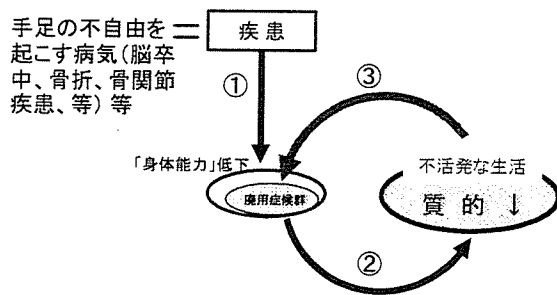 手足の不自由を
起こす病気(脳卒
中、骨折、骨関節
疾患、等)等
疾患
①
③
「身体能力」低下
廃用症候群
不活発な生活
質的 ↓
②